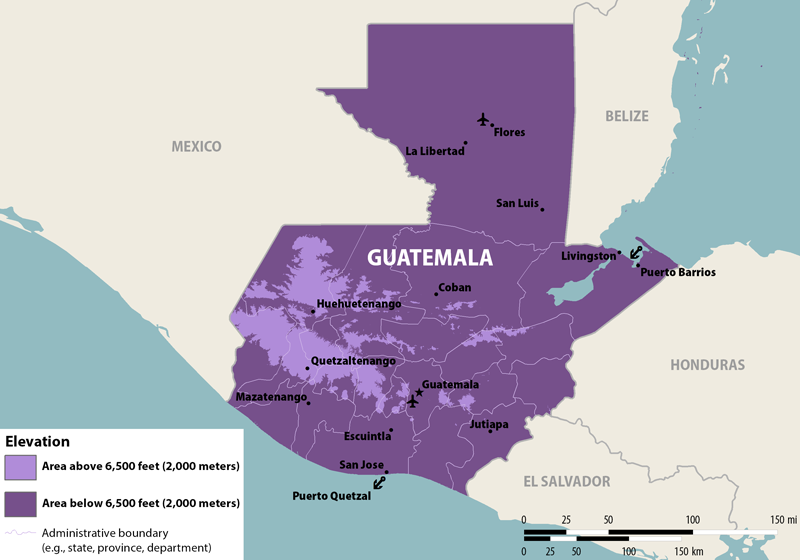 MEXICO
BELIZE
Flores
La Libertad
San Luis
GUATEMALA
Livingston
Puerto Barrios
Coban
Huehuetenango
Quetzaltenango
HONDURAS
Guatemala
Mazatenango
Jutiapa
Escuintla
San Jose
EL SALVADOR
Puerto Quetzal
Elevation
Area above 6,500 feet (2,000 meters)
Area below 6,500 feet (2,000 meters)
Administrative boundary
(e.g., state, province, department)
0 25 50 100 150 mi
0 25 50 100 150 km